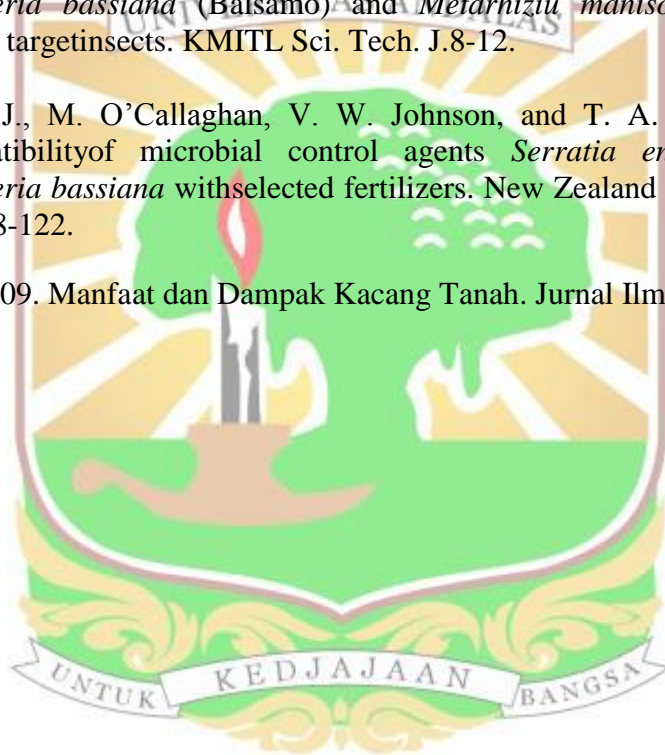 eria bassiana (Balsamo) and Metarhiziu maniso
targetinsects. KMITL Sci. Tech. J.8-12.
J., M. O’Callaghan, V. W. Johnson, and T. A.
atibilityof microbial control agents Serratia en
eria bassiana withselected fertilizers. New Zealand
8-122.
09. Manfaat dan Dampak Kacang Tanah. Jurnal Ilm
UNTUK KEDJAJAAN BANGSA